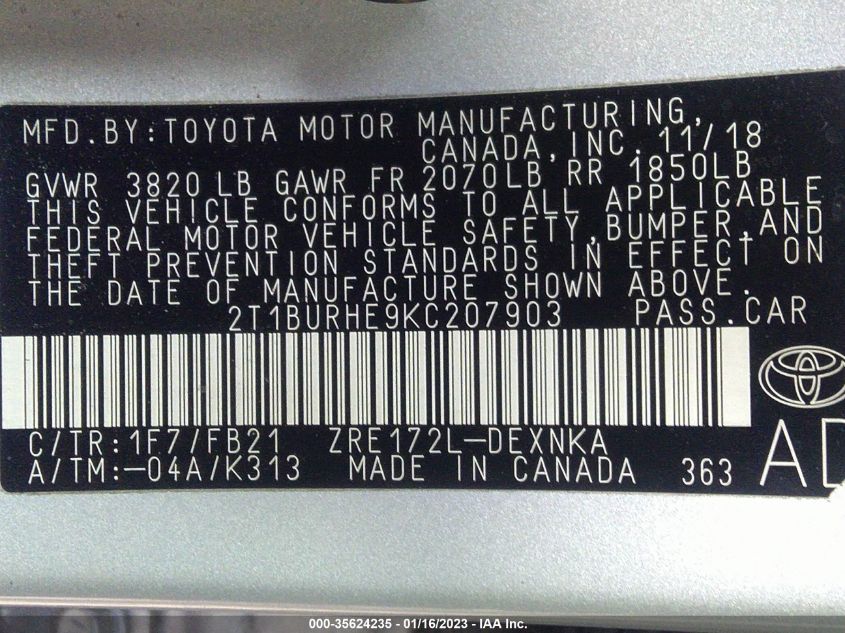 MFD.BY:TOYOTA MOTOR MANUFACTURING,
CANADA,INC. 11/18
GVWR 3820 LB GAWR FR 2070LB RR 1850LB
THIS VEHICLE CONFORMS TO ALL APPLICABLE
FEDERAL MOTOR VEHICLE SAFETY,BUMPER,AND
THEFT PREVENTION STANDARDS IN EFFECT ON
THE DATE OF MANUFACTURE SHOWN ABOVE.
2T1BURHE9KC207903 PASS.CAR
C/TR:1F7/FB21 ZRE172L-DEXNKA
A/TM:-04A/K313 MADE IN CANADA 363 AD
000-35624235 - 01/16/2023 - IAA Inc.